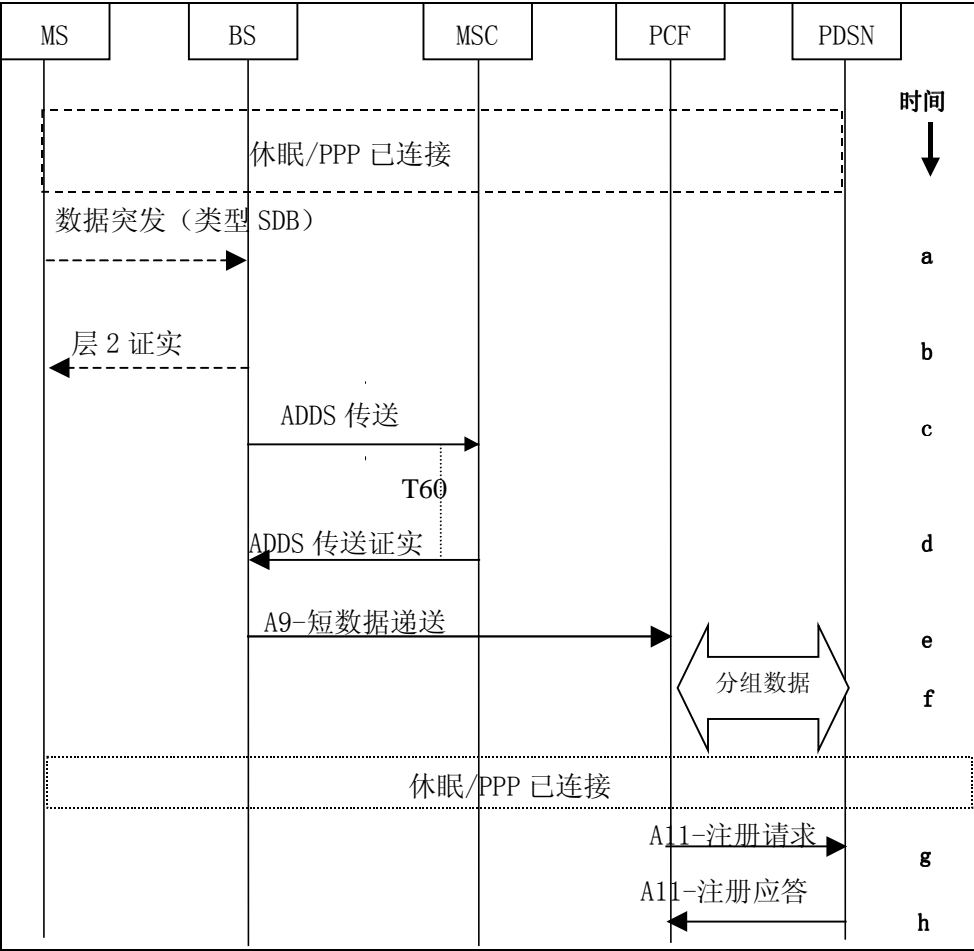 MS BS MSC PCF PDSN
时间
休眠/PPP 已连接
数据突发（类型 SDB）
a
层 2 证实
b
ADDS 传送
c
T60
ADDS 传送证实
d
A9-短数据递送
e
分组数据
f
休眠/PPP 已连接
A11-注册请求
g
A11-注册应答
h